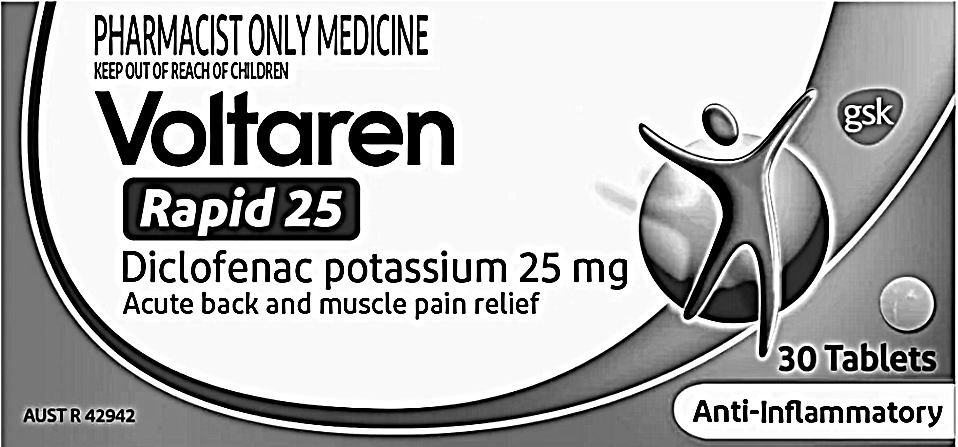 PHARMACIST ONLY MEDICINE
KEEP OUT OF REACH OF CHILDREN
Voltaren
gsk
Rapid 25
Diclofenac potassium 25 mg
Acute back and muscle pain relief
30 Tablets
AUST R 42942
Anti-Inflammatory